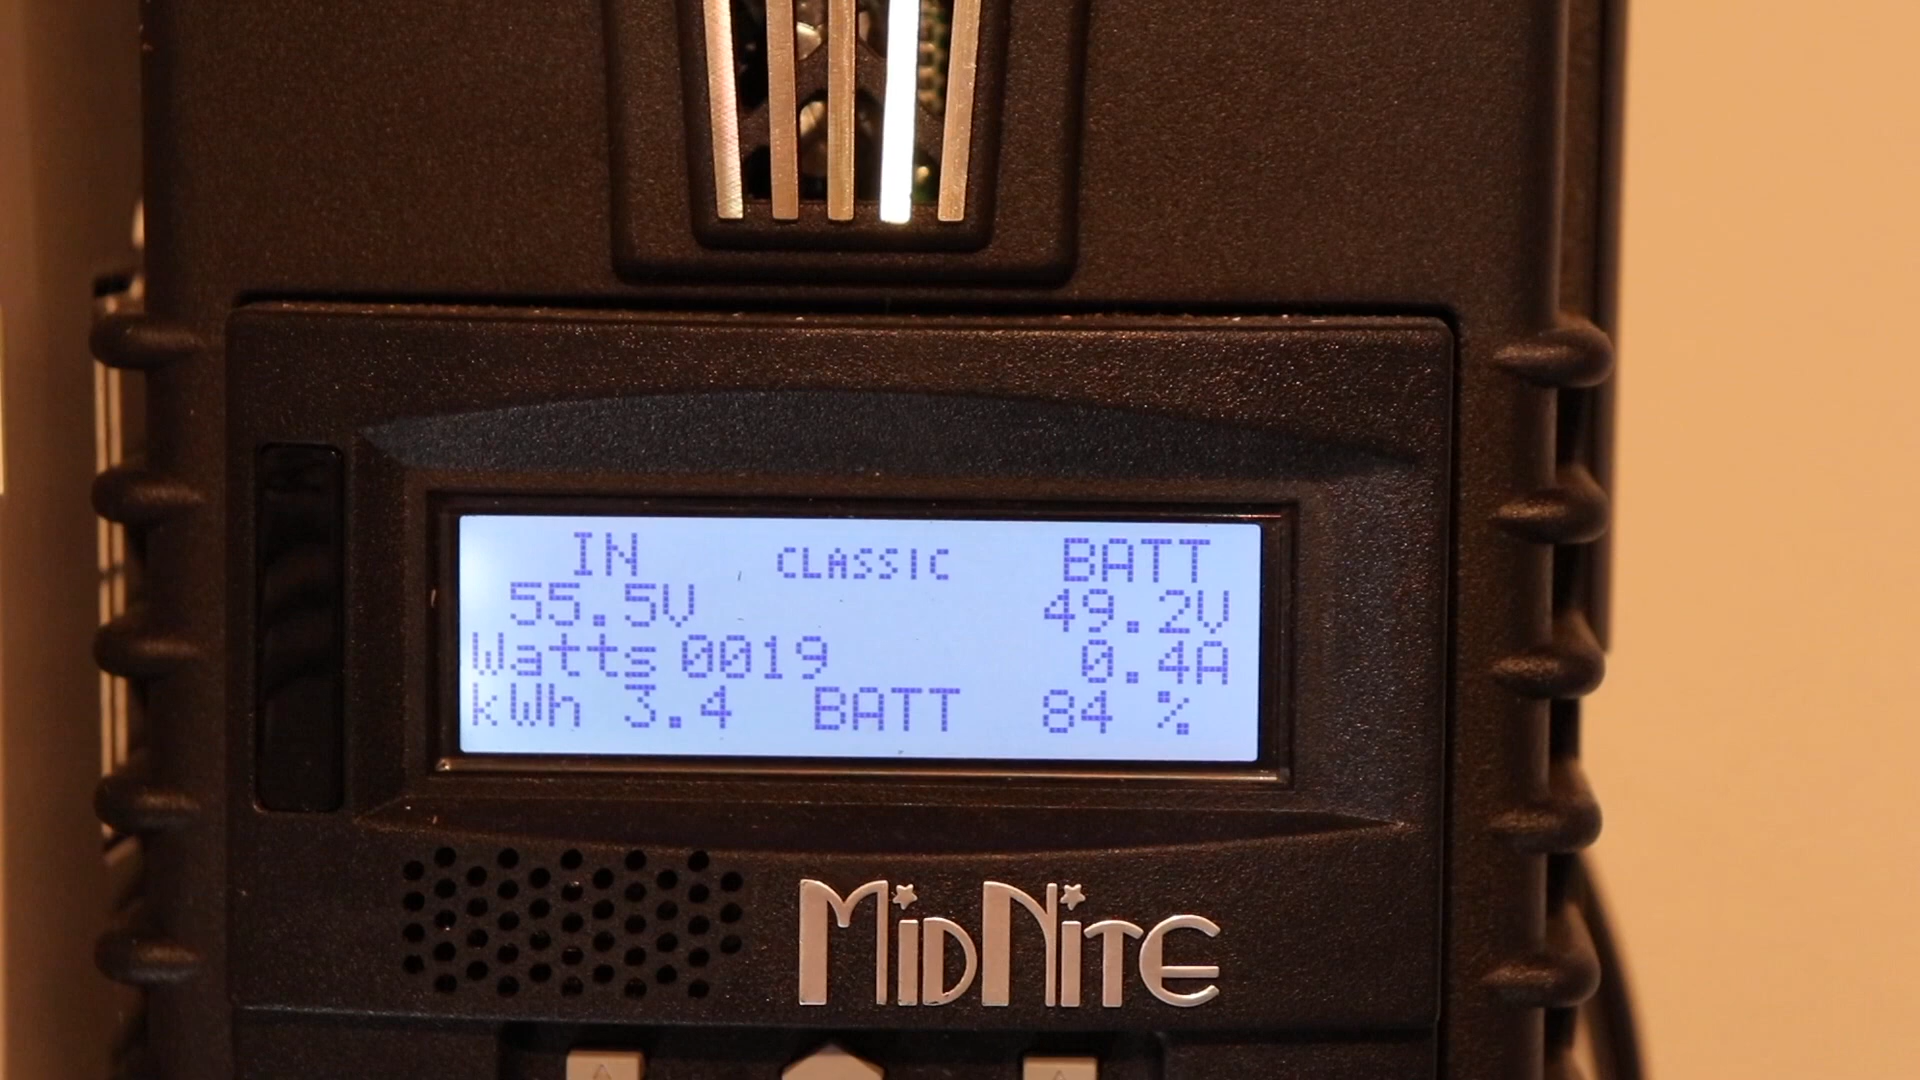 IN CLASSIC BATT
55.5V 49.2V
Watts 0019 0.4A
kWh 3.4 BATT 84 %
MIDNITE